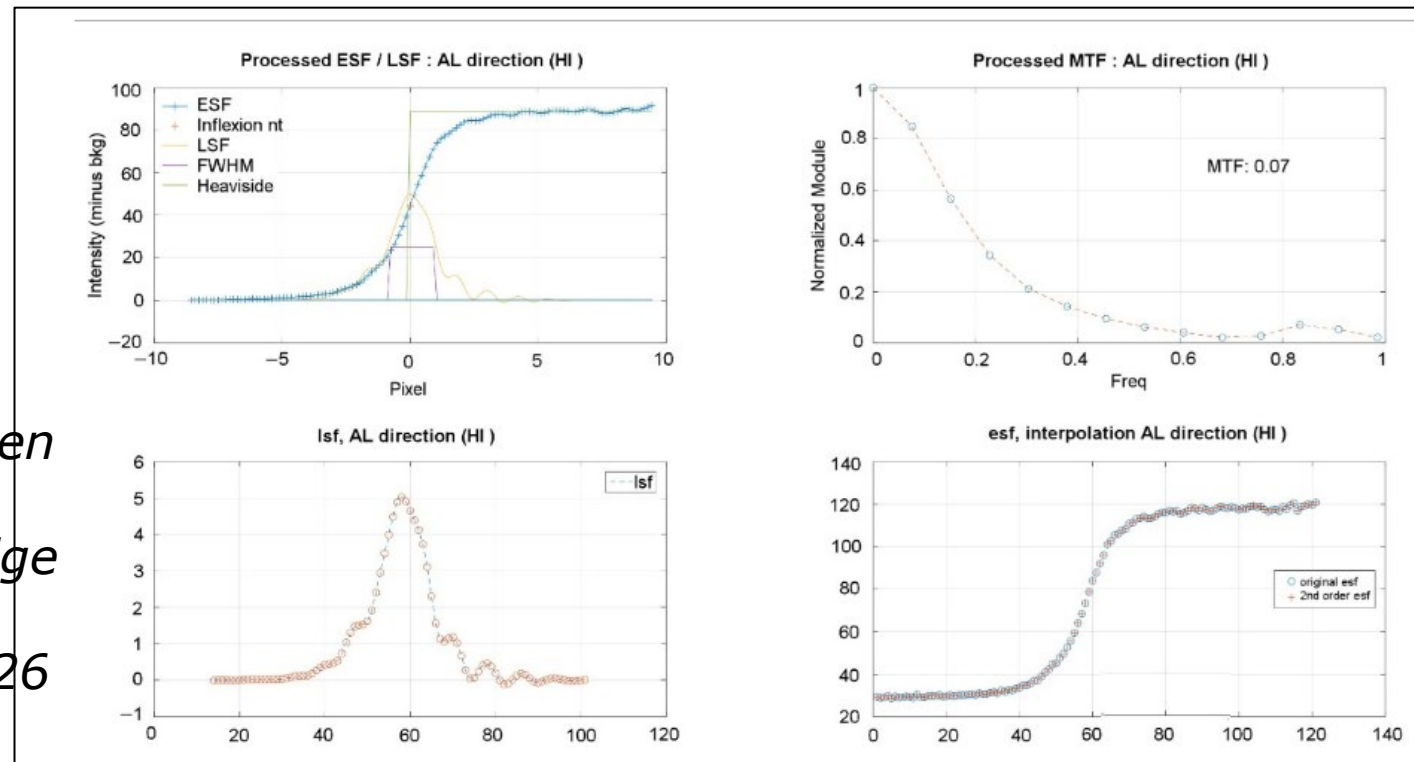 Processed ESF / LSF : AL direction (HI )
Intensity (minus bkg)
100
80
60
40
20
0
–20
ESF
Inflexion nt
LSF
FWHM
Heaviside
–10
–5
0
5
10
Pixel
Processed MTF : AL direction (HI )
Normalized Module
1
0.8
0.6
0.4
0.2
0
MTF: 0.07
0
0.2
0.4
0.6
0.8
1
Freq
en
ge
26
lsf, AL direction (HI )
6
5
4
3
2
1
0
–1
lsf
0
20
40
60
80
100
120
esf, interpolation AL direction (HI )
140
120
100
80
60
40
20
original esf
2nd order esf
0
20
40
60
80
100
120
140